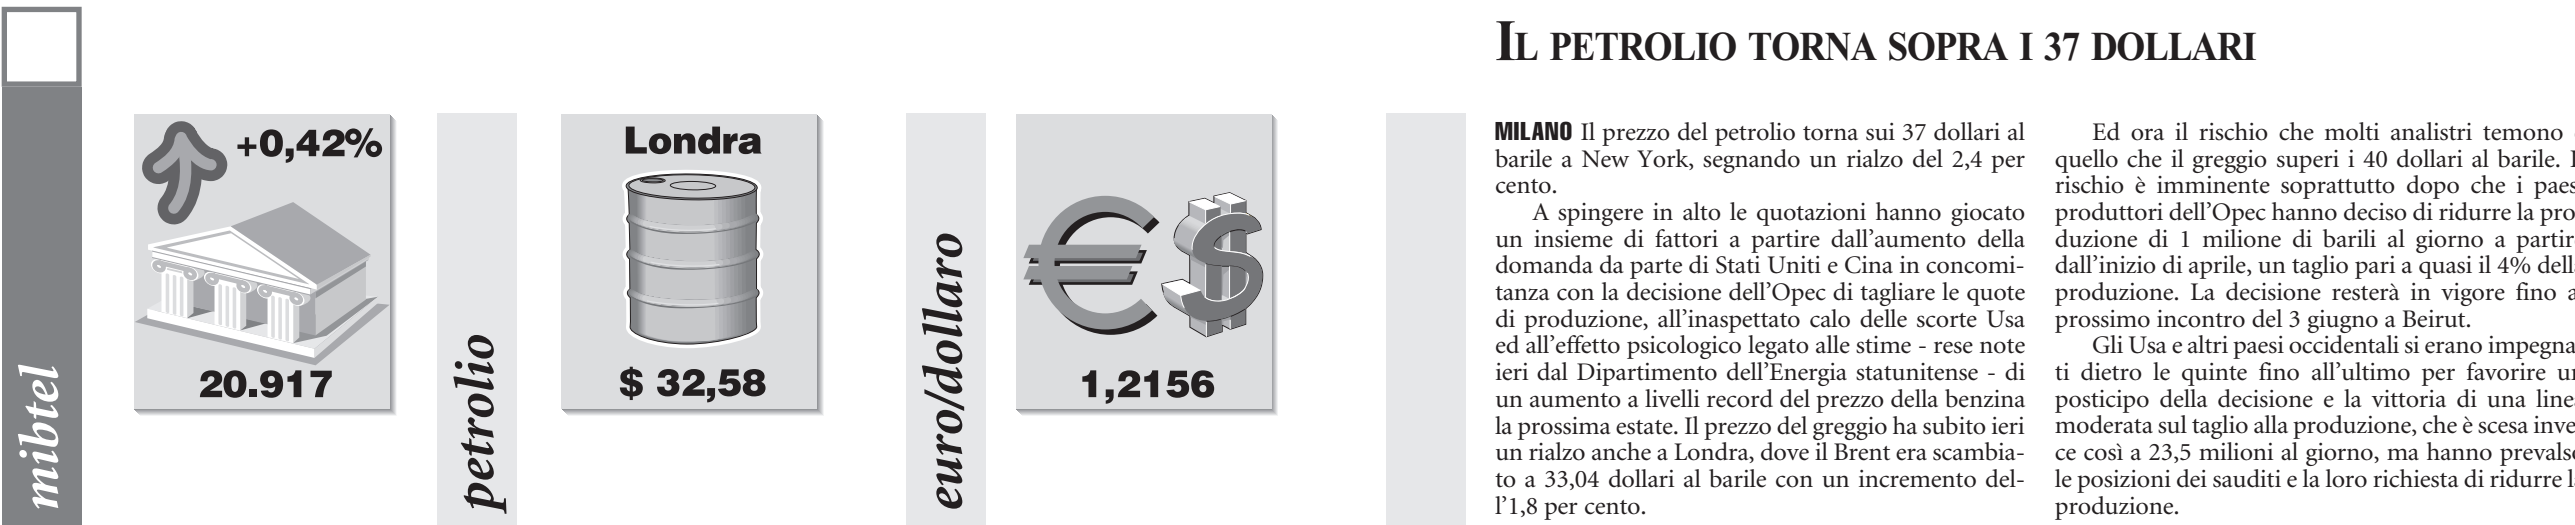 mibtel
+0,42%
20.917
petrolio
Londra
$ 32,58
euro/dollaro
1,2156
IL PETROLIO TORNA SOPRA I 37 DOLLARI
MILANO Il prezzo del petrolio torna sui 37 dollari al
barile a New York, segnando un rialzo del 2,4 per
cento.
A spingere in alto le quotazioni hanno giocato
un insieme di fattori a partire dall'aumento della
domanda da parte di Stati Uniti e Cina in concomi-
tanza con la decisione dell'Opec di tagliare le quote
di produzione, all'inaspettato calo delle scorte Usa
ed all'effetto psicologico legato alle stime - rese note
ieri dal Dipartimento dell'Energia statunitense - di
un aumento a livelli record del prezzo della benzina
la prossima estate. Il prezzo del greggio ha subito ieri
un rialzo anche a Londra, dove il Brent era scambia-
to a 33,04 dollari al barile con un incremento del-
l'1,8 per cento.
Ed ora il rischio che molti analistri temono
quello che il greggio superi i 40 dollari al barile.
rischio è imminente soprattutto dopo che i paes
produttori dell'Opec hanno deciso di ridurre la pro
duzione di 1 milione di barili al giorno a partir
dall'inizio di aprile, un taglio pari a quasi il 4% dell
produzione. La decisione resterà in vigore fino a
prossimo incontro del 3 giugno a Beirut.
Gli Usa e altri paesi occidentali si erano impegna
ti dietro le quinte fino all'ultimo per favorire un
posticipo della decisione e la vittoria di una linea
moderata sul taglio alla produzione, che è scesa inve
ce così a 23,5 milioni al giorno, ma hanno prevalso
le posizioni dei sauditi e la loro richiesta di ridurre la
produzione.